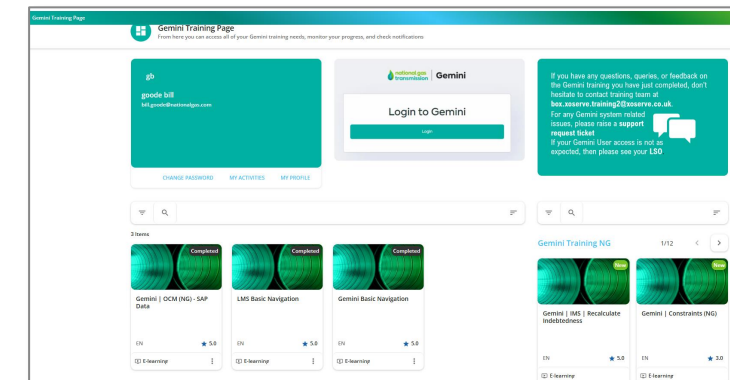 Gemini Training Page
Gemini Training Page
From here you can access all of your Gemini training needs, monitor your progress, and check notifications
gb
goode bill
bill.goode@nationalgas.com
CHANGE PASSWORD MY ACTIVITIES MY PROFILE
national gas transmission Gemini
Login to Gemini
Login
If you have any questions, queries, or feedback on
the Gemini training you have just completed, don't
hesitate to contact training team at
box.xoserve.training2@xoserve.co.uk.
For any Gemini system related
issues, please raise a support
request ticket
If your Gemini User access is not as
expected, then please see your LSO
3 Items
Completed
Gemini | OCM (NG) - SAP
Data
EN 5.0
E-learning
Completed
LMS Basic Navigation
EN 5.0
E-learning
Completed
Gemini Basic Navigation
EN 5.0
E-learning
Gemini Training NG 1/12
New
Gemini | IMS | Recalculate
Indebtedness
EN 5.0
E-learning
New
Gemini | Constraints (NG)
EN 3.0
E-learning